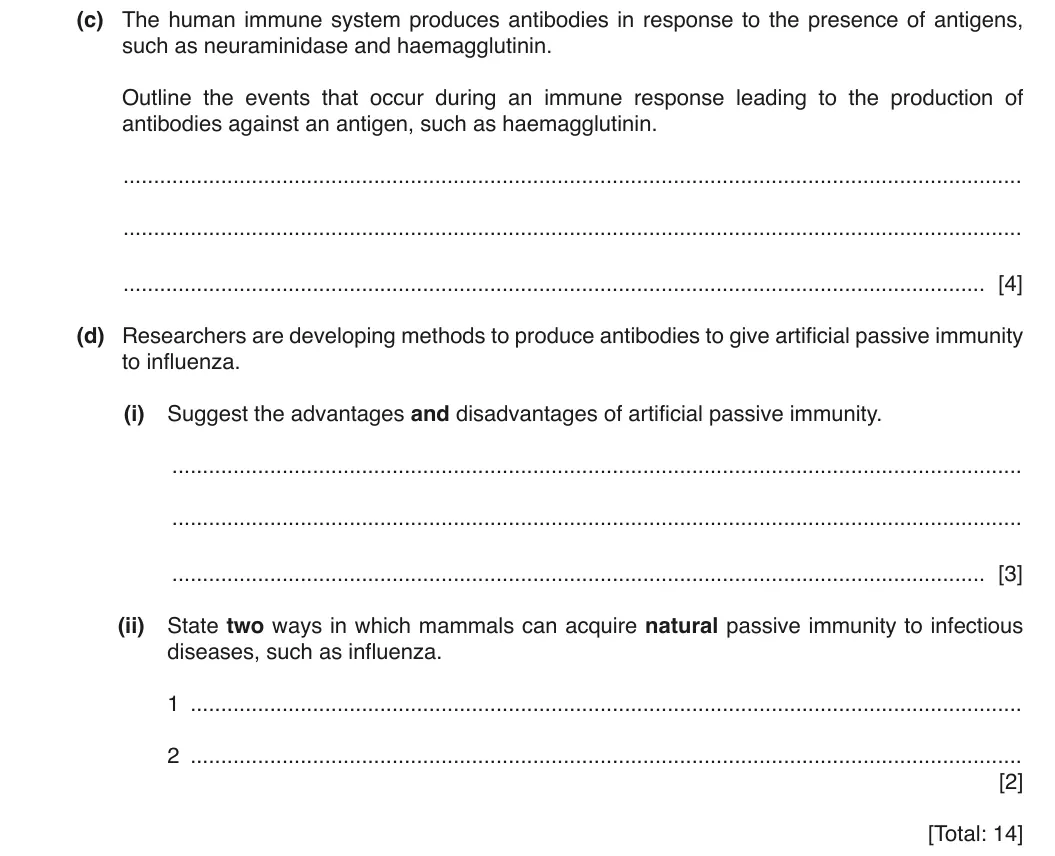 (c) The human immune system produces antibodies in response to the presence of antigens,
such as neuraminidase and haemagglutinin.
Outline the events that occur during an immune response leading to the production of
antibodies against an antigen, such as haemagglutinin.
[4]
(d) Researchers are developing methods to produce antibodies to give artificial passive immunity
to influenza.
(i) Suggest the advantages and disadvantages of artificial passive immunity.
[3]
(ii) State two ways in which mammals can acquire natural passive immunity to infectious
diseases, such as influenza.
1
2
[2]
[Total: 14]